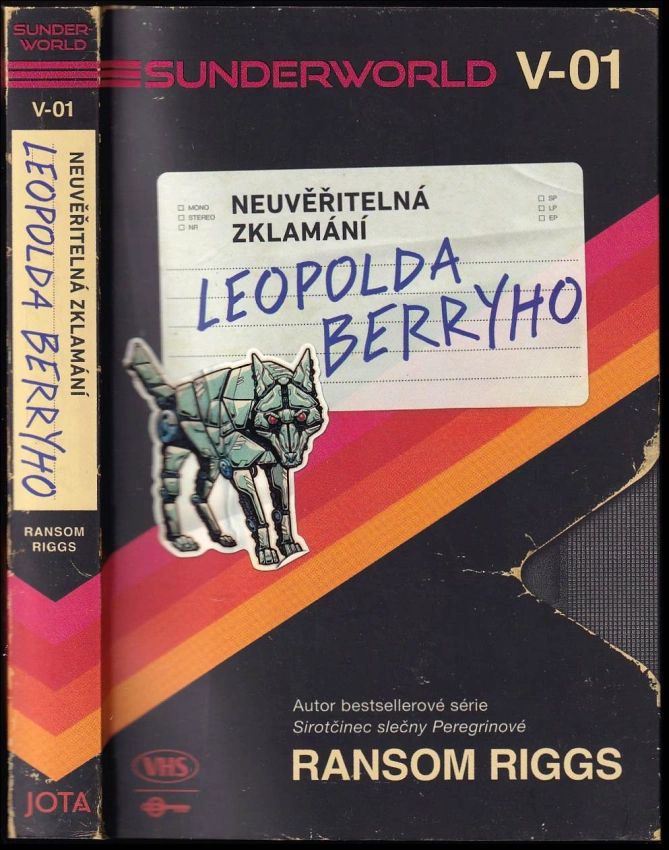 SUNDER-
WORLD
V-01
NEUVĚŘITELNÁ ZKLAMÁNÍ
LEOPOLDA BERRYHO
RANSOM
RIGGS
JOTA
SUNDERWORLD V-01
MONO
STEREO
NR
NEUVĚŘITELNÁ
ZKLAMÁNÍ
SP
LP
EP
LEOPOLDA
BERRYHO
Autor bestsellerové série
Sirotčinec slečny Peregrinové
RANSOM RIGGS
VHS